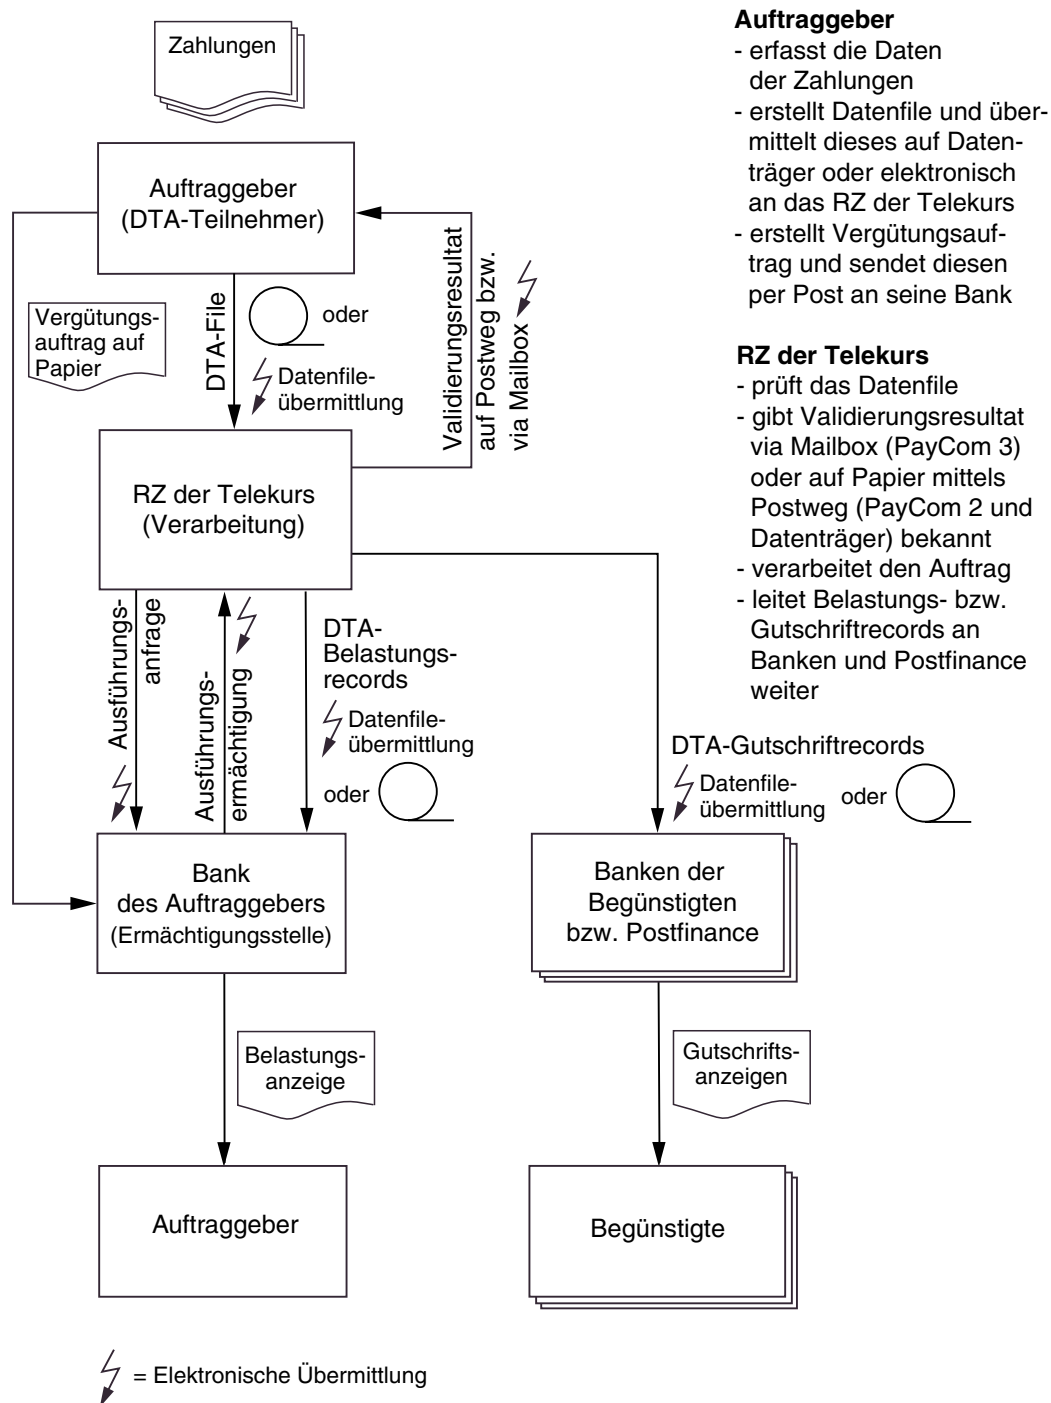 Zahlungen
Auftraggeber
(DTA-Teilnehmer)
Vergütungs-
auftrag auf
Papier
DTA-File
oder
Datenfile-
übermittlung
Validierungsresultat
auf Postweg bzw.
via Mailbox
RZ der Telekurs
(Verarbeitung)
Ausführungs-
anfrage
Ausführungs-
ermächtigung
DTA-
Belastungs-
records
Datenfile-
übermittlung
oder
DTA-Gutschriftrecords
Datenfile-
übermittlung
oder
Bank
des Auftraggebers
(Ermächtigungsstelle)
Banken der
Begünstigten
bzw. Postfinance
Belastungs-
anzeige
Gutschrifts-
anzeigen
Auftraggeber
Begünstigte
= Elektronische Übermittlung
Auftraggeber
- erfasst die Daten
der Zahlungen
- erstellt Datenfile und über-
mittelt dieses auf Daten-
träger oder elektronisch
an das RZ der Telekurs
- erstellt Vergütungsauf-
trag und sendet diesen
per Post an seine Bank
RZ der Telekurs
- prüft das Datenfile
- gibt Validierungsresultat
via Mailbox (PayCom 3)
oder auf Papier mittels
Postweg (PayCom 2 und
Datenträger) bekannt
- verarbeitet den Auftrag
- leitet Belastungs- bzw.
Gutschriftrecords an
Banken und Postfinance
weiter